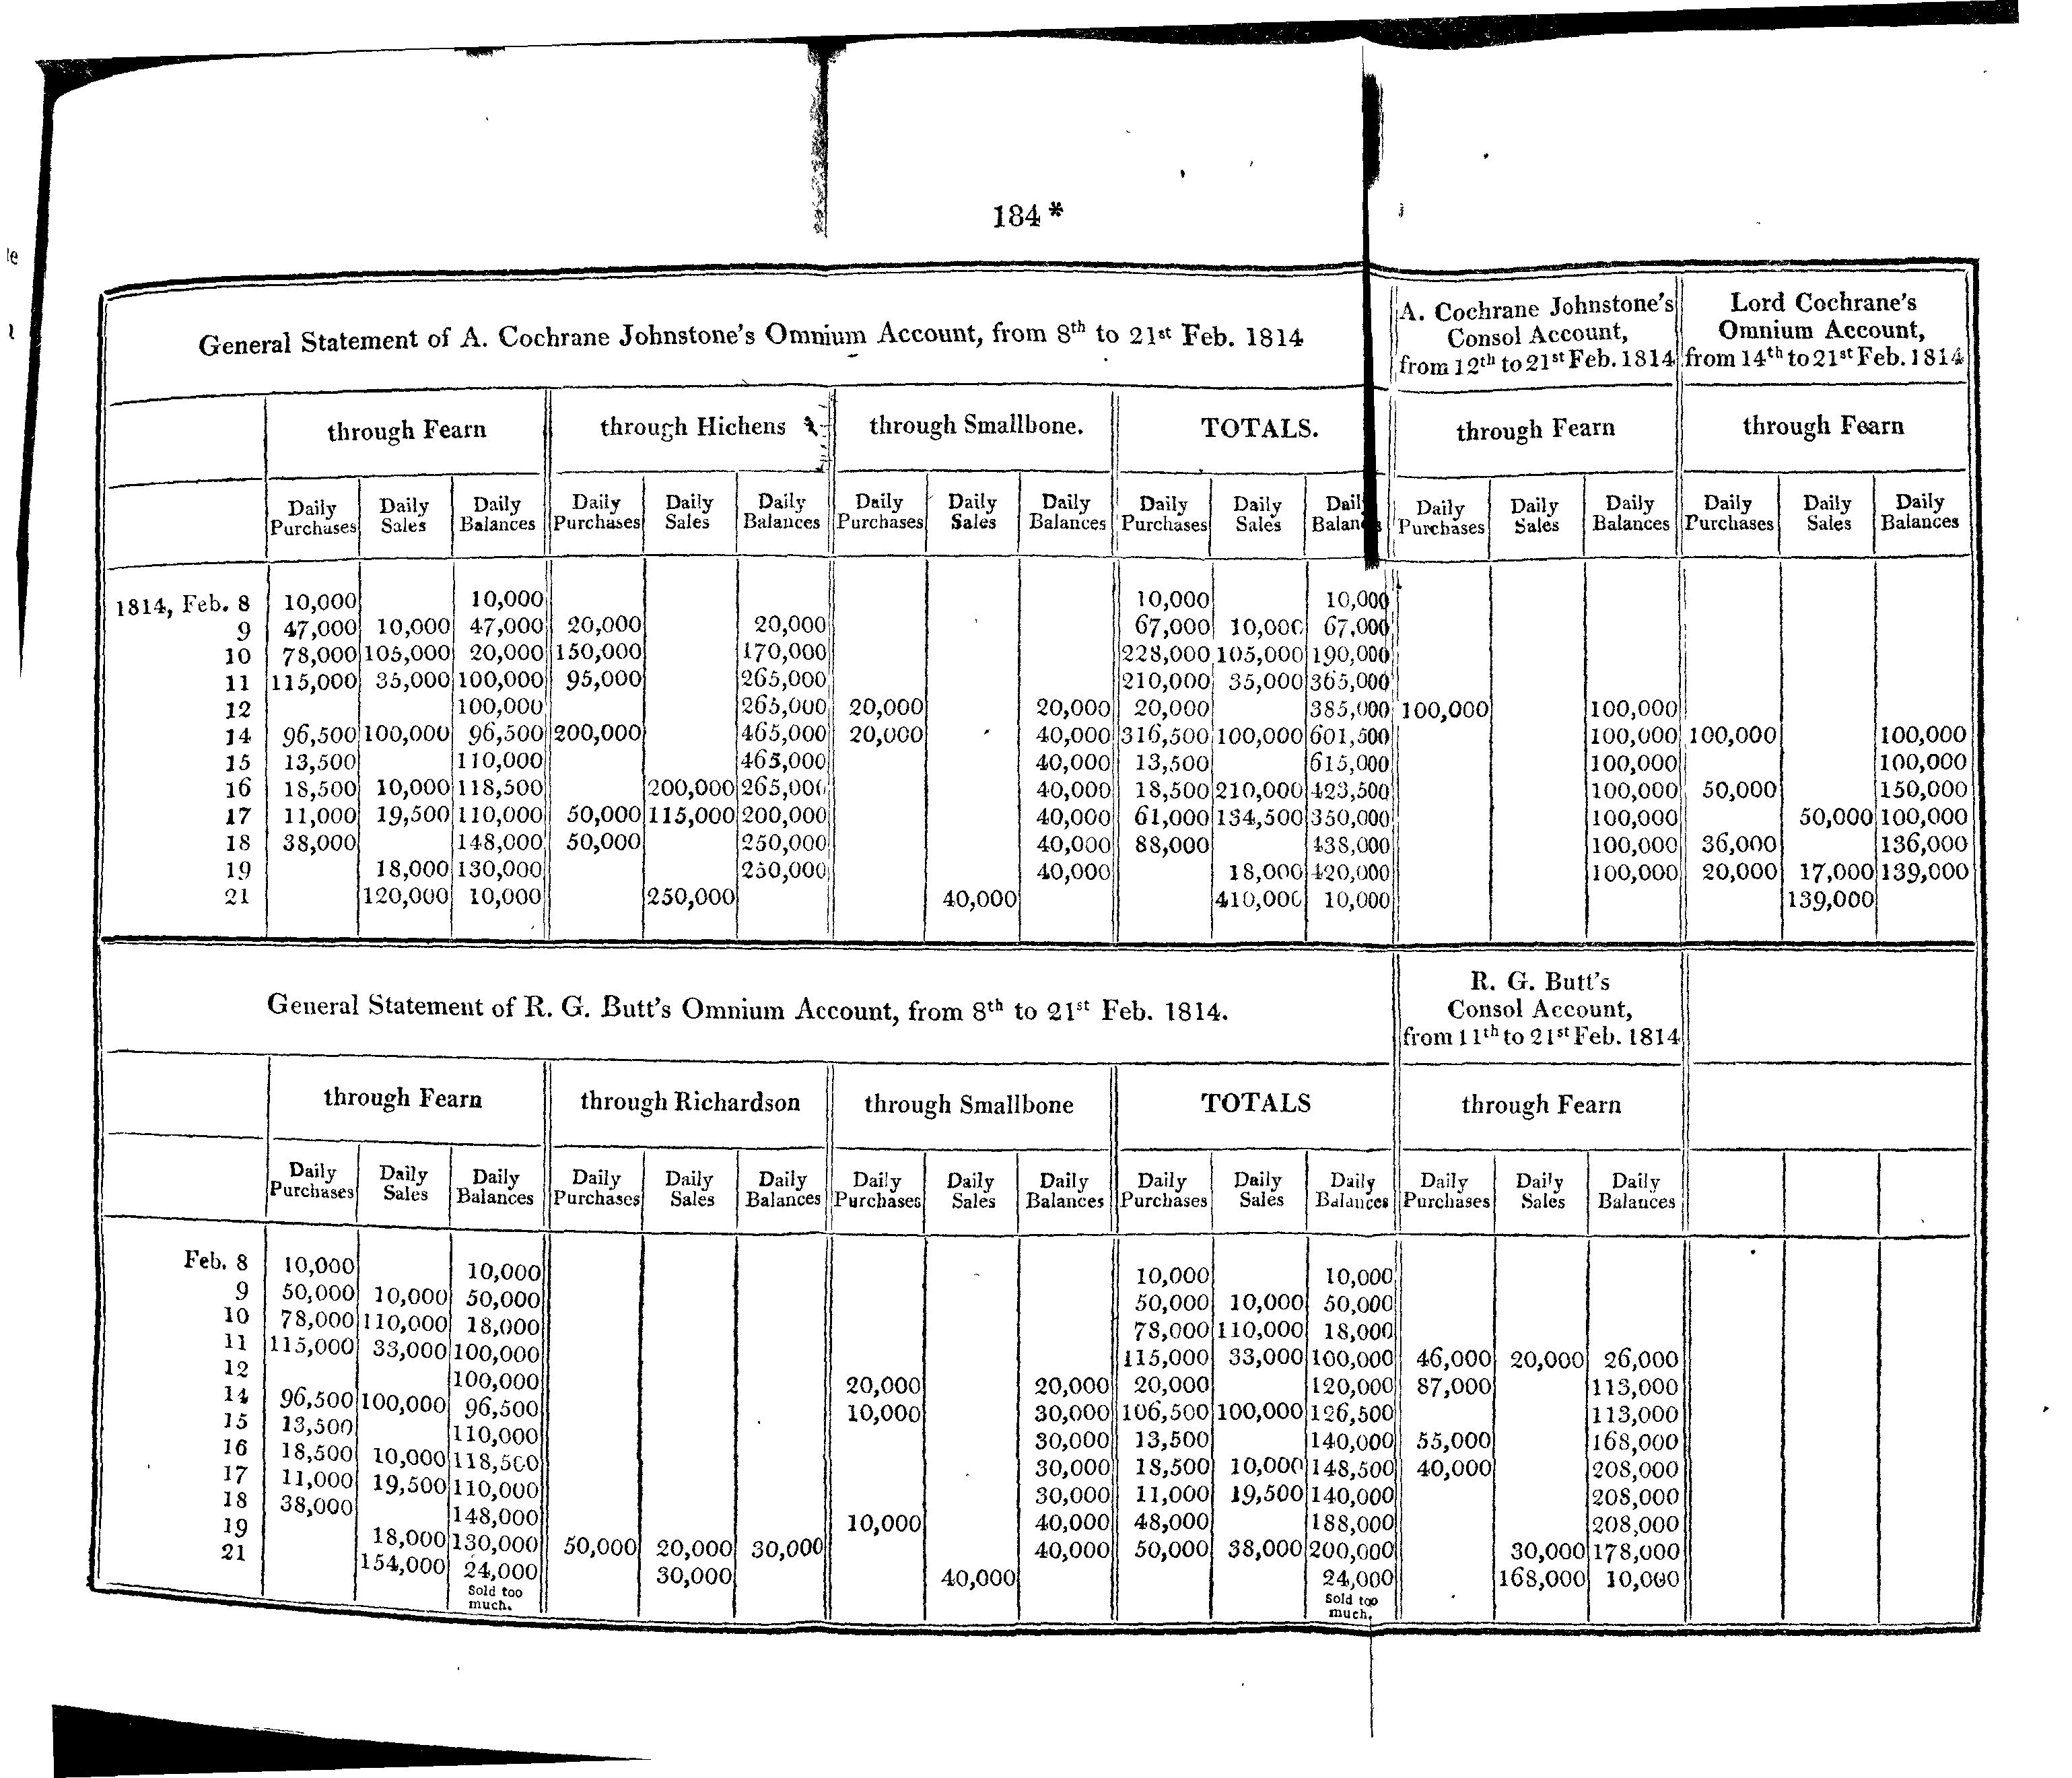 184 *
General Statement of A. Cochrane Johnstone's Omnium Account, from 8th to 21st Feb. 1814
A. Cochrane Johnstone's
Consol Account,
from 12th to 21st Feb. 1814
Lord Cochrane's
Omnium Account,
from 14th to 21st Feb. 1814
through Fearn through Hichens through Smallbone. TOTALS. through Fearn through Fearn
Daily Daily Daily Daily Daily Daily Daily Daily Daily Daily Daily Dail Daily Daily Daily Daily Daily Daily
Purchases Sales Balances Purchases Sales Balances Purchases Sales Balances Purchases Sales Balan Purchases Sales Balances Purchases Sales Balances
1814, Feb. 8 10,000 10,000 10,000 10,000
9 47,000 10,000 47,000 20,000 20,000 67,000 10,000 67,000
10 78,000 105,000 20,000 150,000 170,000 228,000 105,000 190,000
11 115,000 35,000 100,000 95,000 265,000 210,000 35,000 365,000
12 100,000 265,000 20,000 20,000 20,000 385,000 100,000 100,000
14 96,500 100,000 96,500 200,000 465,000 20,000 40,000 316,500 100,000 601,500 100,000 100,000 100,000
15 13,500 110,000 465,000 40,000 13,500 615,000 100,000 100,000
16 18,500 10,000 118,500 200,000 265,000 40,000 18,500 210,000 423,500 100,000 50,000 150,000
17 11,000 19,500 110,000 50,000 115,000 200,000 40,000 61,000 134,500 350,000 100,000 50,000 100,000
18 38,000 148,000 50,000 250,000 40,000 88,000 438,000 100,000 36,000 136,000
19 18,000 130,000 250,000 40,000 18,000 420,000 100,000 20,000 17,000 139,000
21 120,000 10,000 250,000 40,000 410,000 10,000 139,000
General Statement of R. G. Butt's Omnium Account, from 8th to 21st Feb. 1814.
R. G. Butt's
Consol Account,
from 11th to 21st Feb. 1814
through Fearn through Richardson through Smallbone TOTALS through Fearn
Daily Daily Daily Daily Daily Daily Daily Daily Daily Daily Daily Daily Daily Daily Daily
Purchases Sales Balances Purchases Sales Balances Purchases Sales Balances Purchases Sales Balances Purchases Sales Balances
Feb. 8 10,000 10,000 10,000 10,000
9 50,000 10,000 50,000 50,000 10,000 50,000
10 78,000 110,000 18,000 78,000 110,000 18,000
11 115,000 33,000 100,000 115,000 33,000 100,000 46,000 20,000 26,000
12 100,000 20,000 20,000 20,000 120,000 87,000 113,000
14 96,500 100,000 96,500 10,000 30,000 106,500 100,000 126,500 113,000
15 13,500 110,000 30,000 13,500 140,000 55,000 168,000
16 18,500 10,000 118,500 30,000 18,500 10,000 148,500 40,000 208,000
17 11,000 19,500 110,000 30,000 11,000 19,500 140,000 208,000
18 38,000 148,000 10,000 40,000 48,000 188,000 208,000
19 18,000 130,000 50,000 20,000 30,000 40,000 50,000 38,000 200,000 30,000 178,000
21 154,000 24,000 30,000 40,000 24,000 168,000 10,000
Sold too Sold too
much. much.